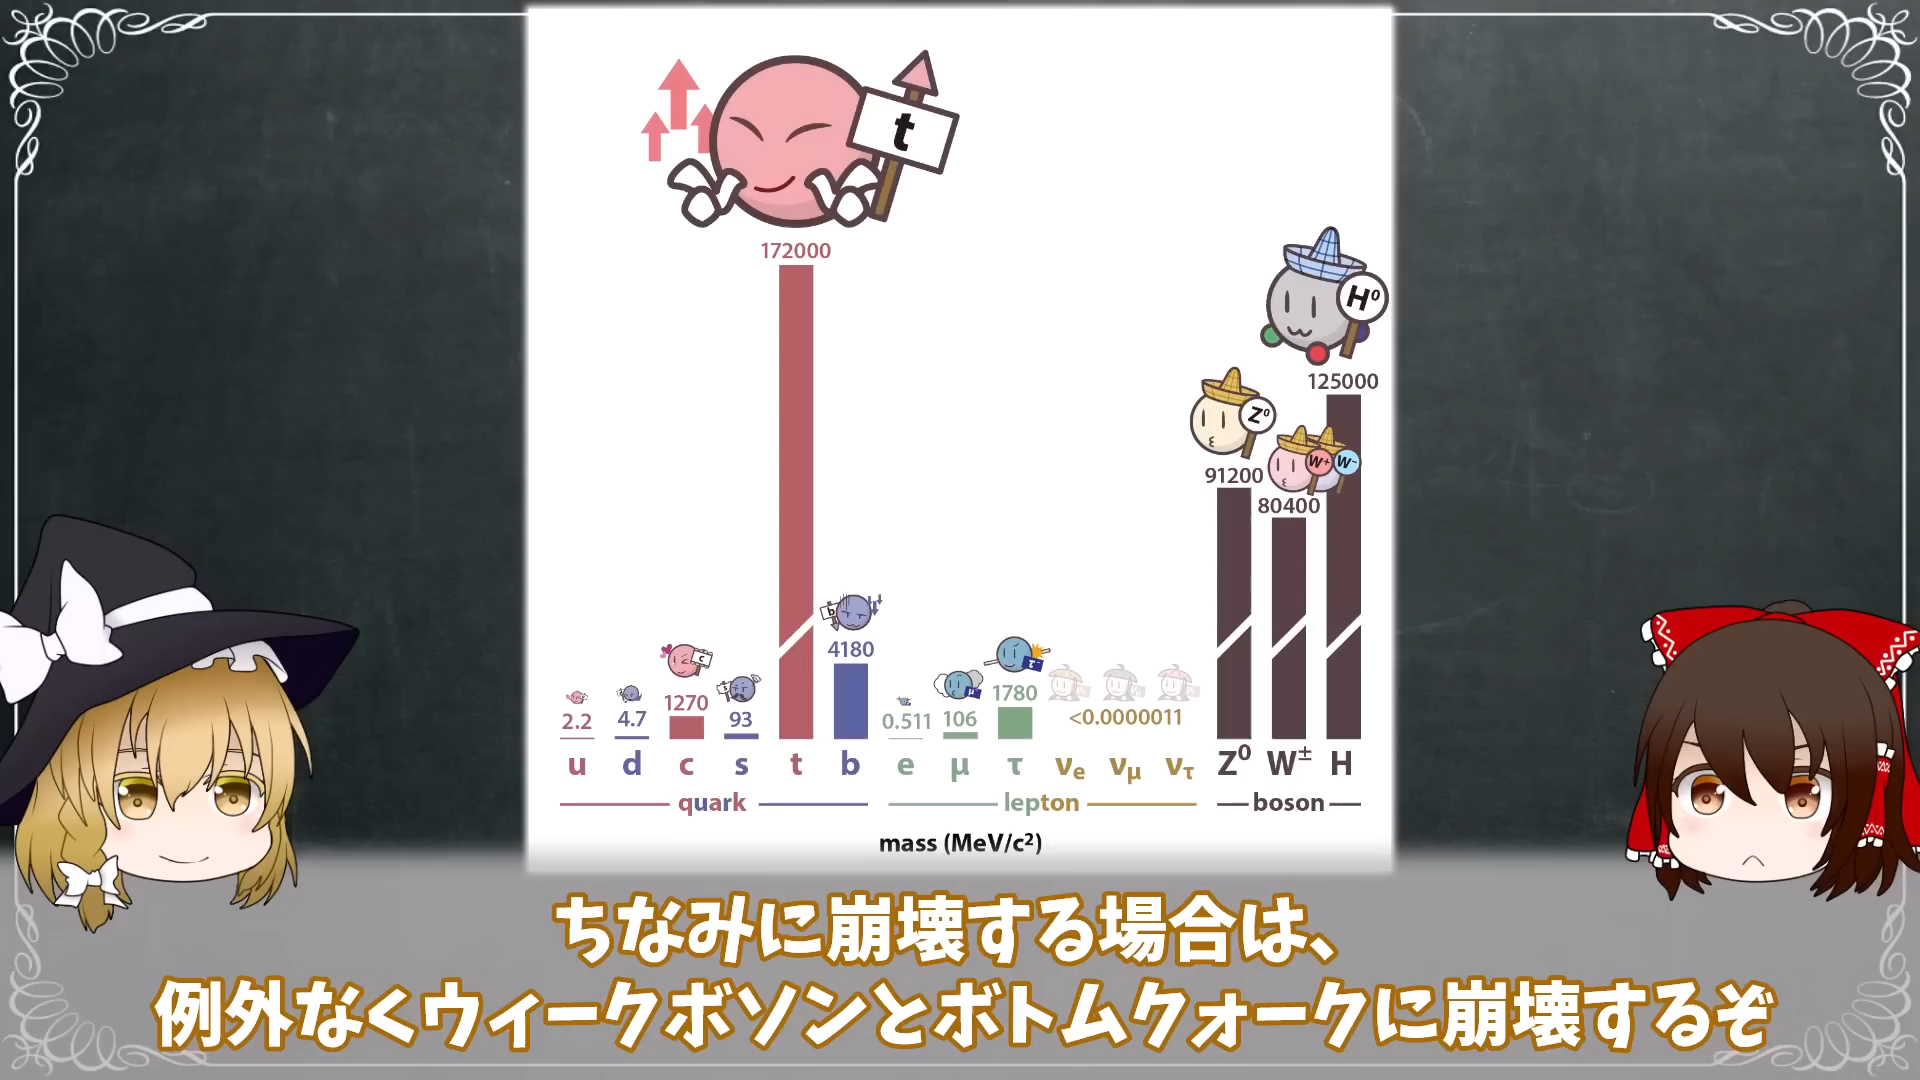 t
172000
H⁰
125000
Z⁰
91200
W⁺ W⁻
80400
b
4180
c
1270
s
93
2.2
4.7
0.511
μ⁻
106
τ⁻
1780
<0.0000011
u d c s t b e μ τ νe νμ ντ Z⁰ W± H
quark lepton boson
mass (MeV/c²)
ちなみに崩壊する場合は、
例外なくウィークボソンとボトムクォークに崩壊するぞ